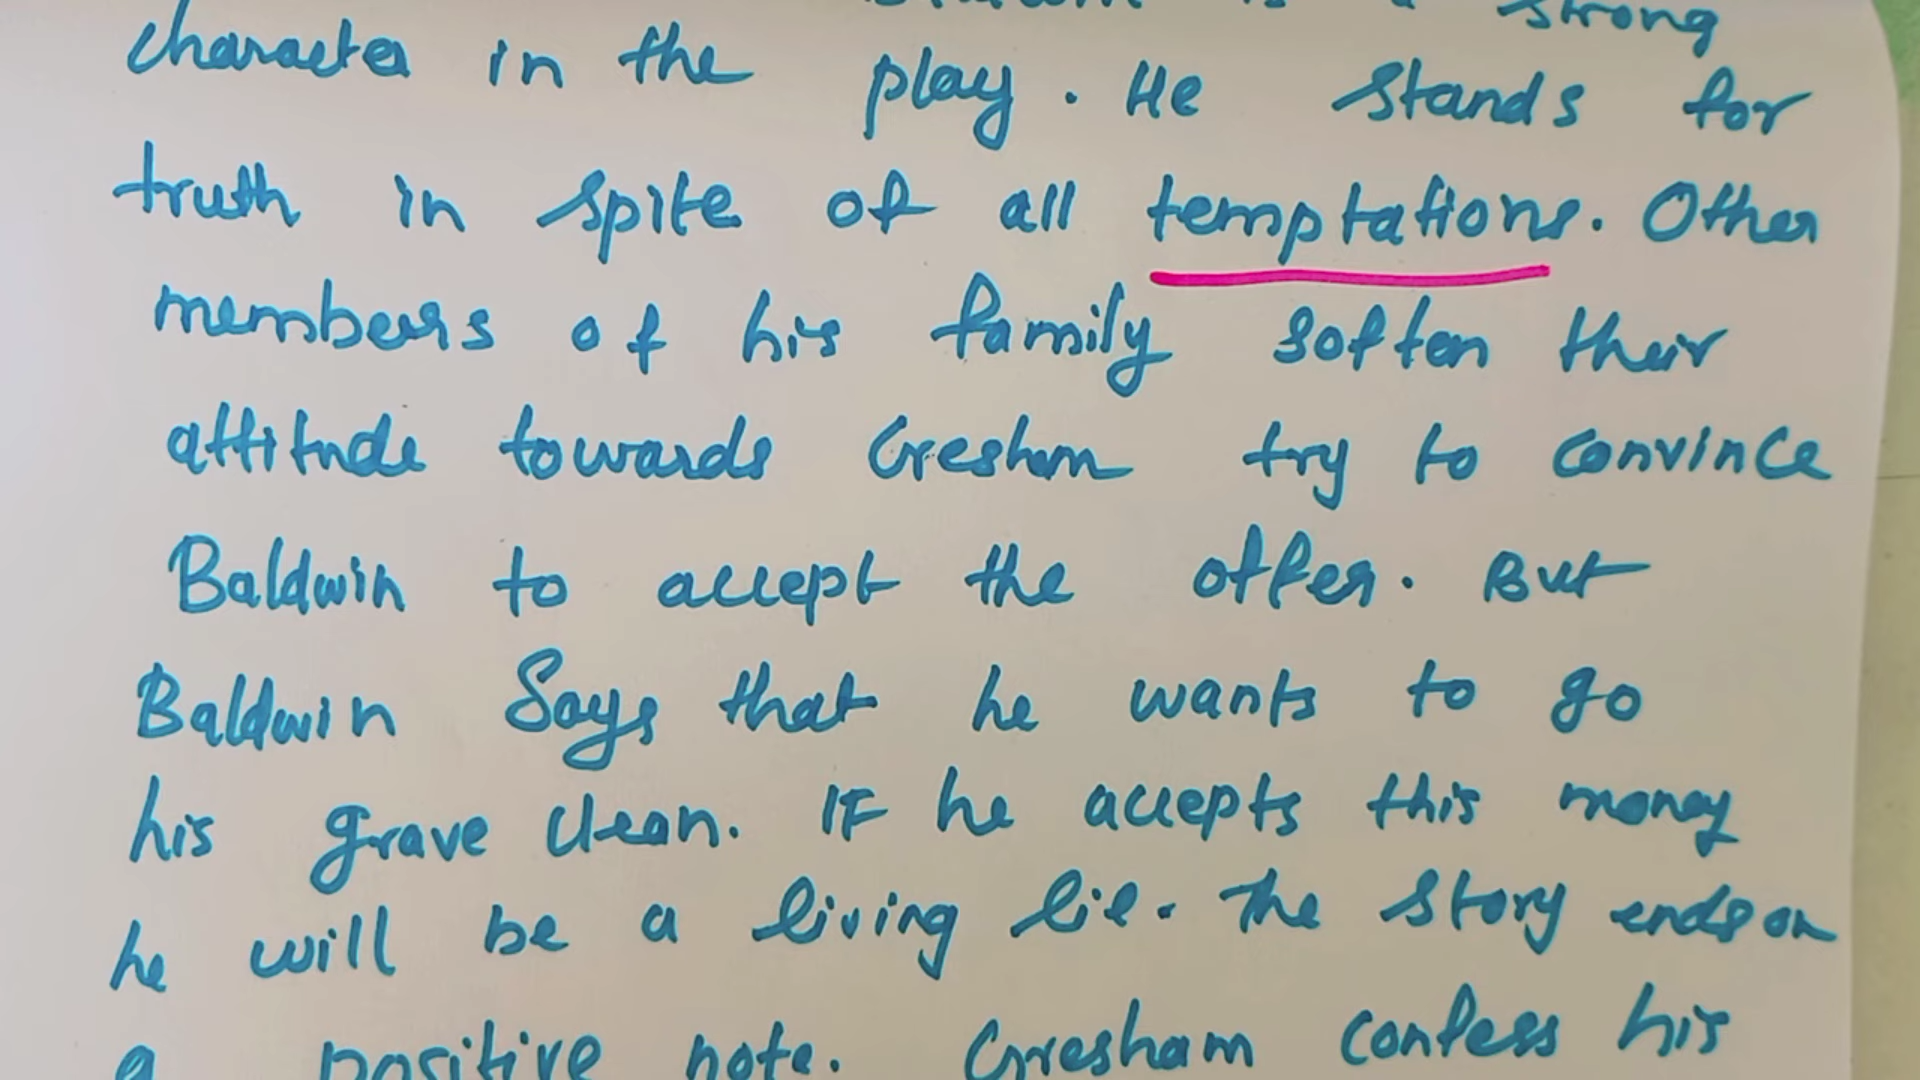 strong
character in the play. He stands for
truth in spite of all temptations. Other
members of his family soften their
attitude towards Gresham try to convince
Baldwin to accept the offer. But
Baldwin Says that he wants to go
his grave clean. If he accepts this money
he will be a living lie. The story ends on
a positive note. Gresham confess his